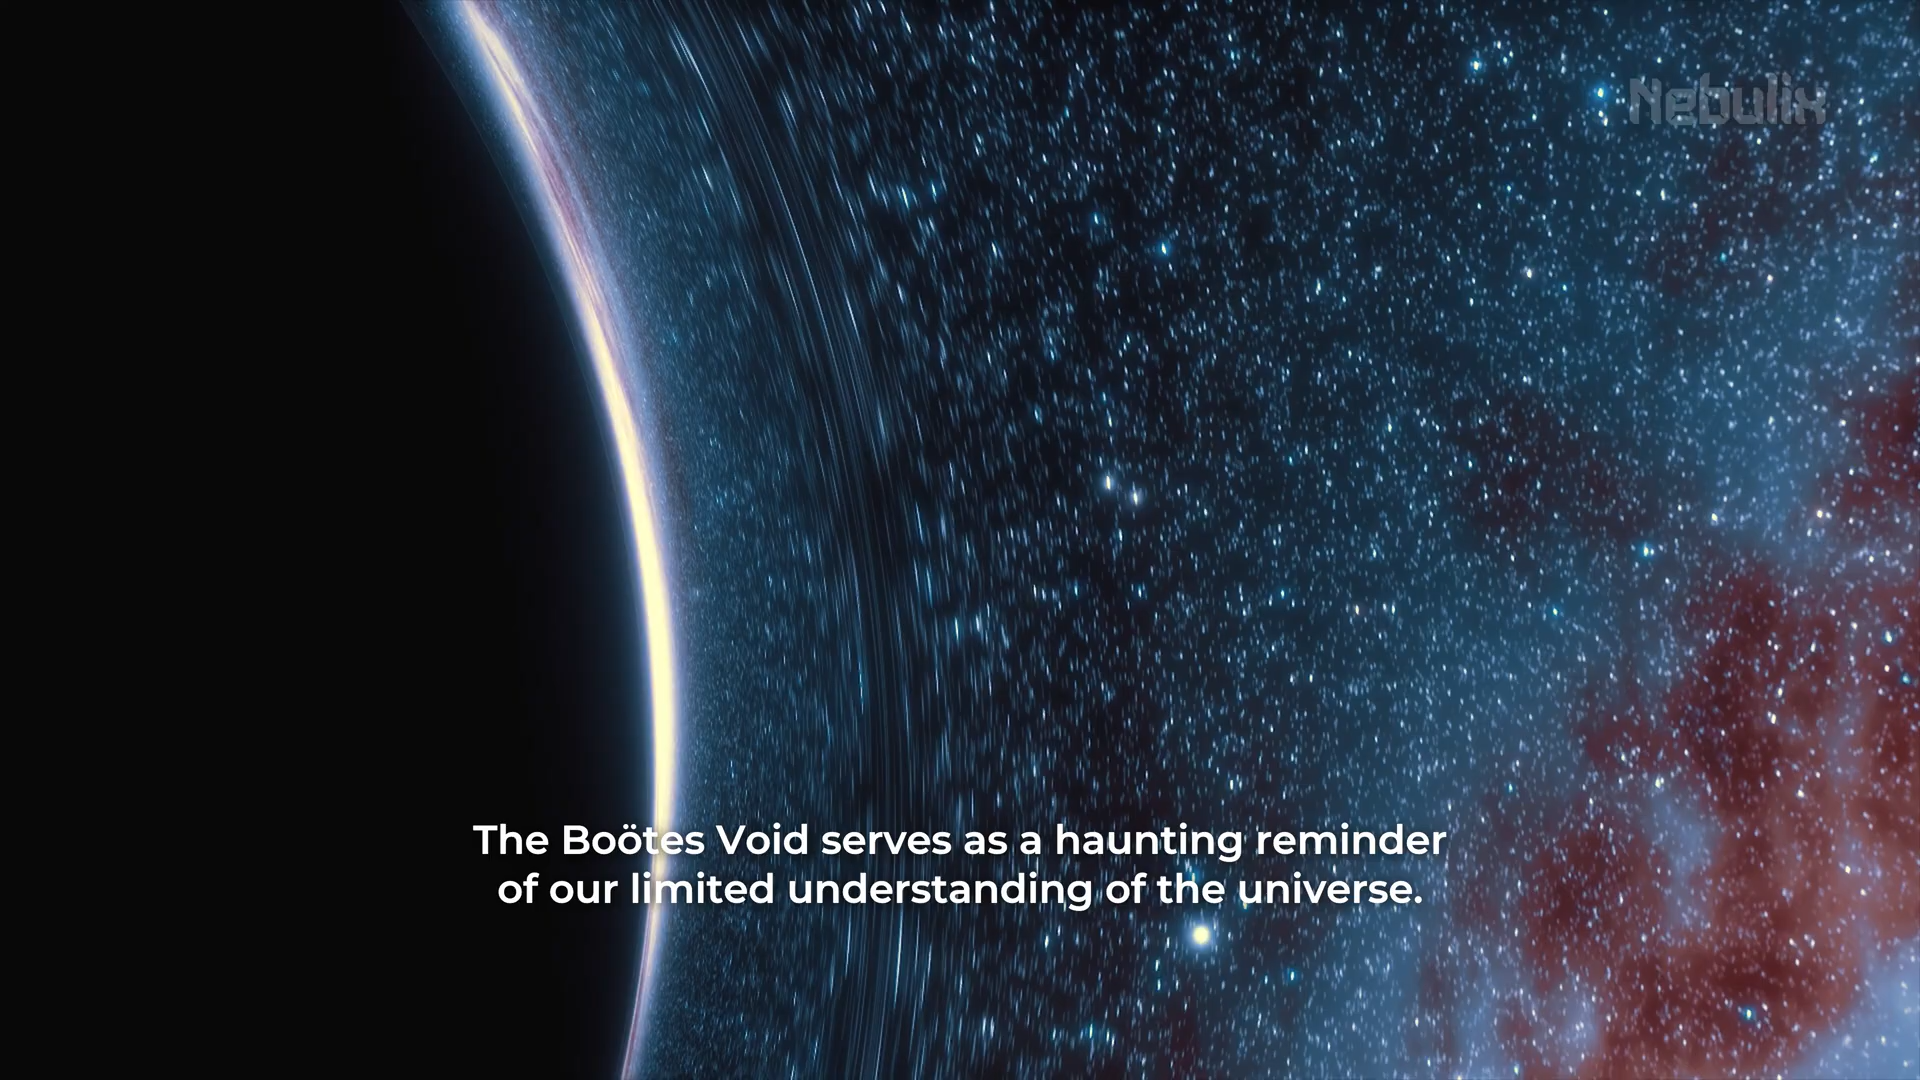 Nebulix
The Boötes Void serves as a haunting reminder
of our limited understanding of the universe.